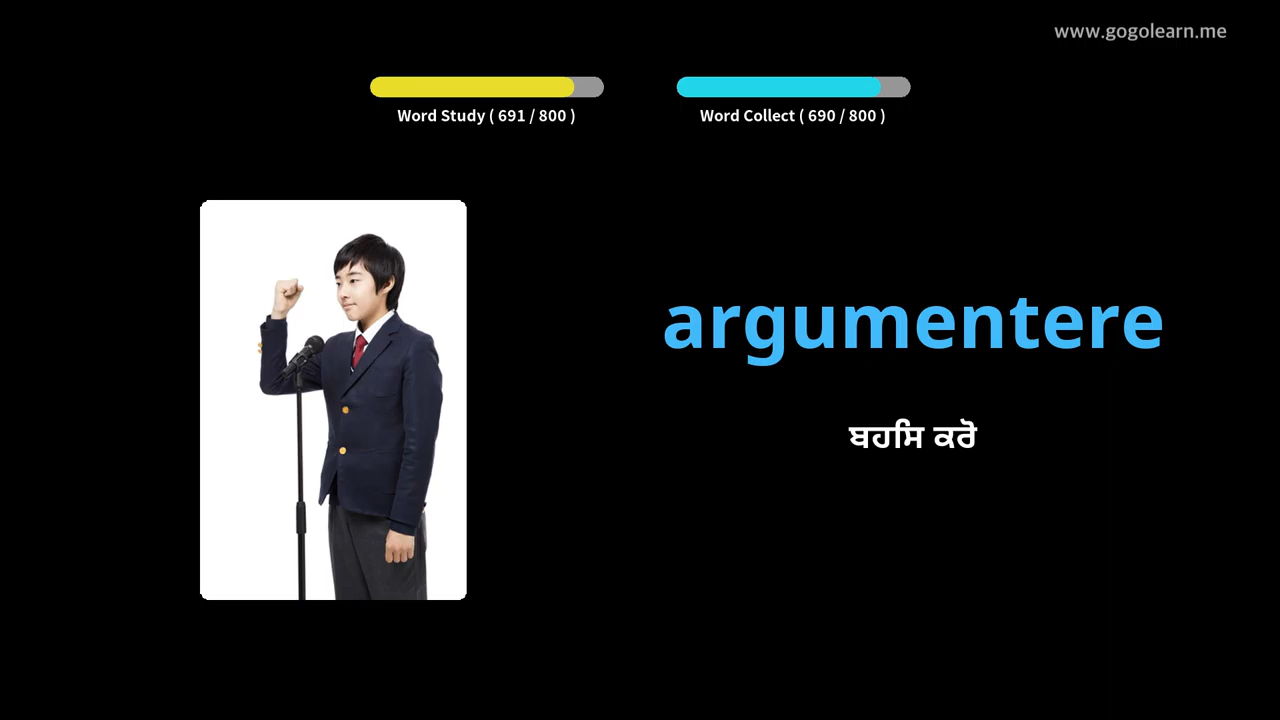 www.gogolearn.me
Word Study ( 691 / 800 )
Word Collect ( 690 / 800 )
argumentere
ਬਹਸਿ ਕਰੋ